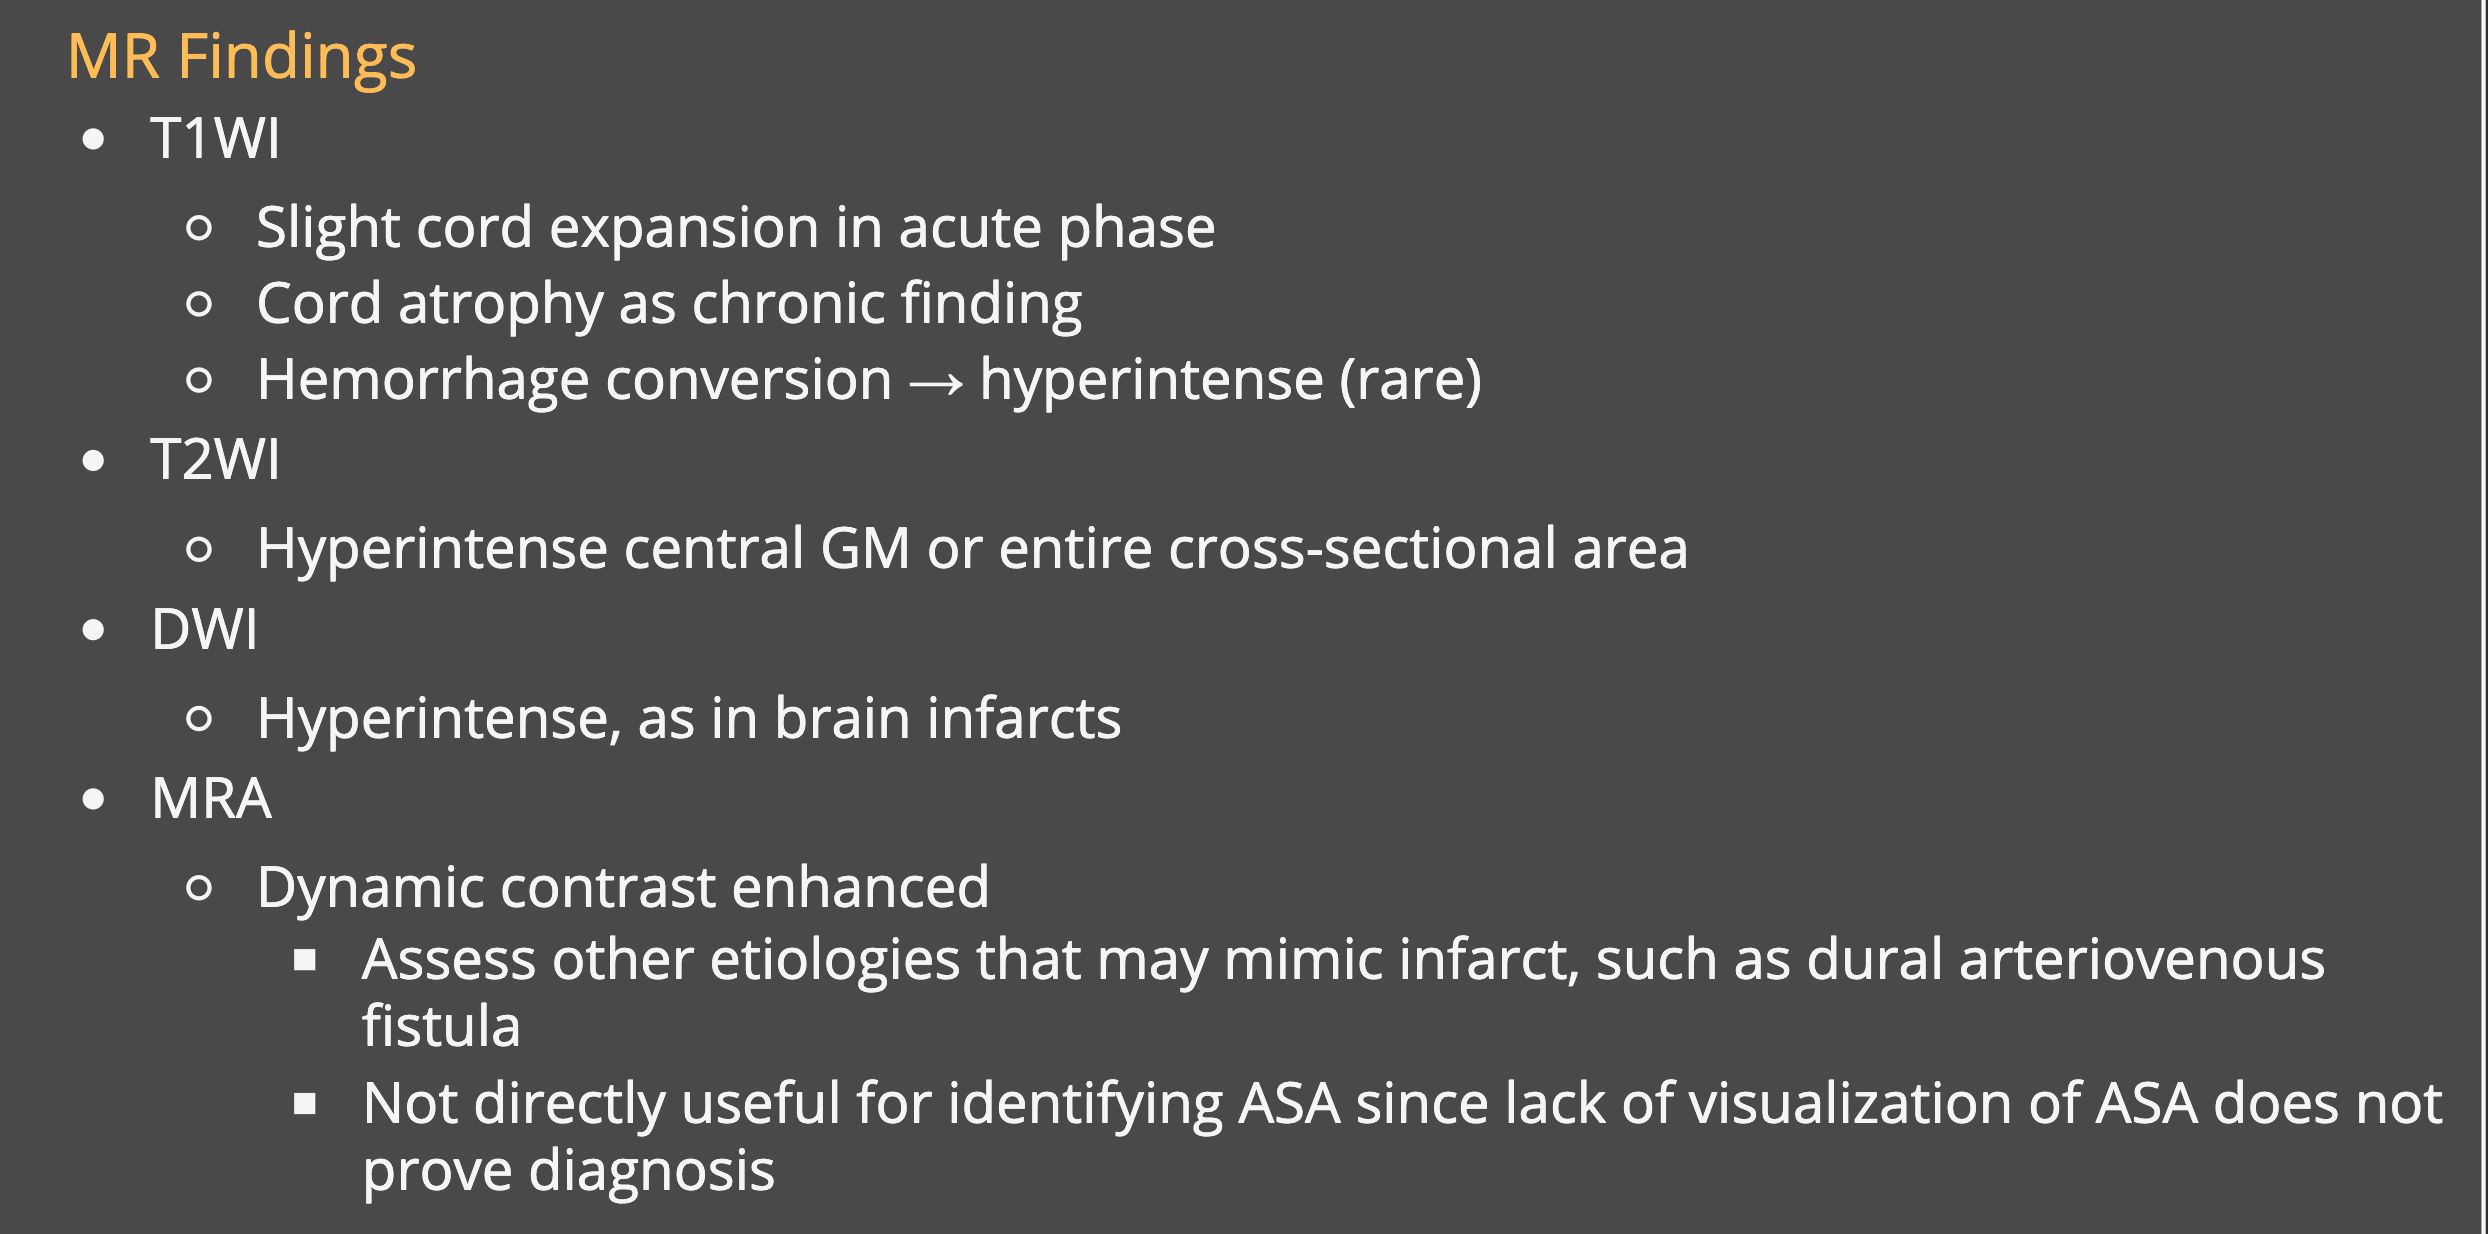 MR Findings
● T1WI
○ Slight cord expansion in acute phase
○ Cord atrophy as chronic finding
○ Hemorrhage conversion → hyperintense (rare)
● T2WI
○ Hyperintense central GM or entire cross-sectional area
● DWI
○ Hyperintense, as in brain infarcts
● MRA
○ Dynamic contrast enhanced
■ Assess other etiologies that may mimic infarct, such as dural arteriovenous
fistula
■ Not directly useful for identifying ASA since lack of visualization of ASA does not
prove diagnosis